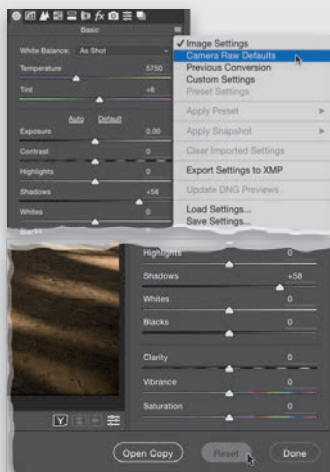 Basic
White Balance: As Shot
Temperature 5750
Tint +6
Auto Default
Exposure 0.00
Contrast 0
Highlights 0
Shadows +58
Whites 0
Blacks
✓ Image Settings
Camera Raw Defaults
Previous Conversion
Custom Settings
Preset Settings
Apply Preset
Apply Snapshot
Clear Imported Settings
Export Settings to XMP
Update DNG Previews
Load Settings...
Save Settings...
Highlights 0
Shadows +58
Whites 0
Blacks 0
Clarity 0
Vibrance 0
Saturation 0
Y
Open Copy Reset Done